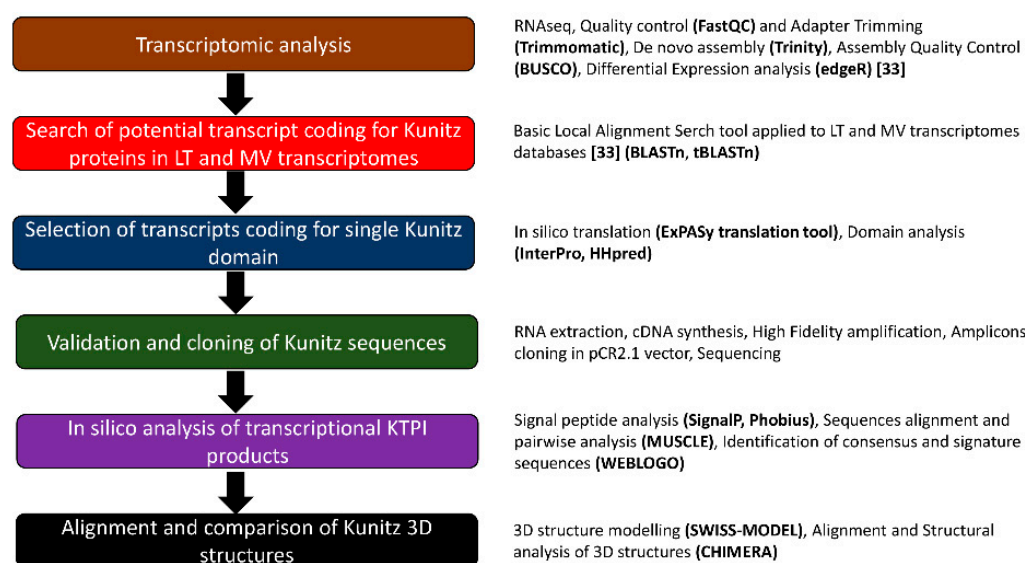 Transcriptomic analysis
RNAseq, Quality control (FastQC) and Adapter Trimming
(Trimmomatic), De novo assembly (Trinity), Assembly Quality Control
(BUSCO), Differential Expression analysis (edgeR) [33]
Search of potential transcript coding for Kunitz
proteins in LT and MV transcriptomes
Basic Local Alignment Serch tool applied to LT and MV transcriptomes
databases [33] (BLASTn, tBLASTn)
Selection of transcripts coding for single Kunitz
domain
In silico translation (ExPASy translation tool), Domain analysis
(InterPro, HHpred)
Validation and cloning of Kunitz sequences
RNA extraction, cDNA synthesis, High Fidelity amplification, Amplicons
cloning in pCR2.1 vector, Sequencing
In silico analysis of transcriptional KTPI
products
Signal peptide analysis (SignalP, Phobius), Sequences alignment and
pairwise analysis (MUSCLE), Identification of consensus and signature
sequences (WEBLOGO)
Alignment and comparison of Kunitz 3D
structures
3D structure modelling (SWISS-MODEL), Alignment and Structural
analysis of 3D structures (CHIMERA)